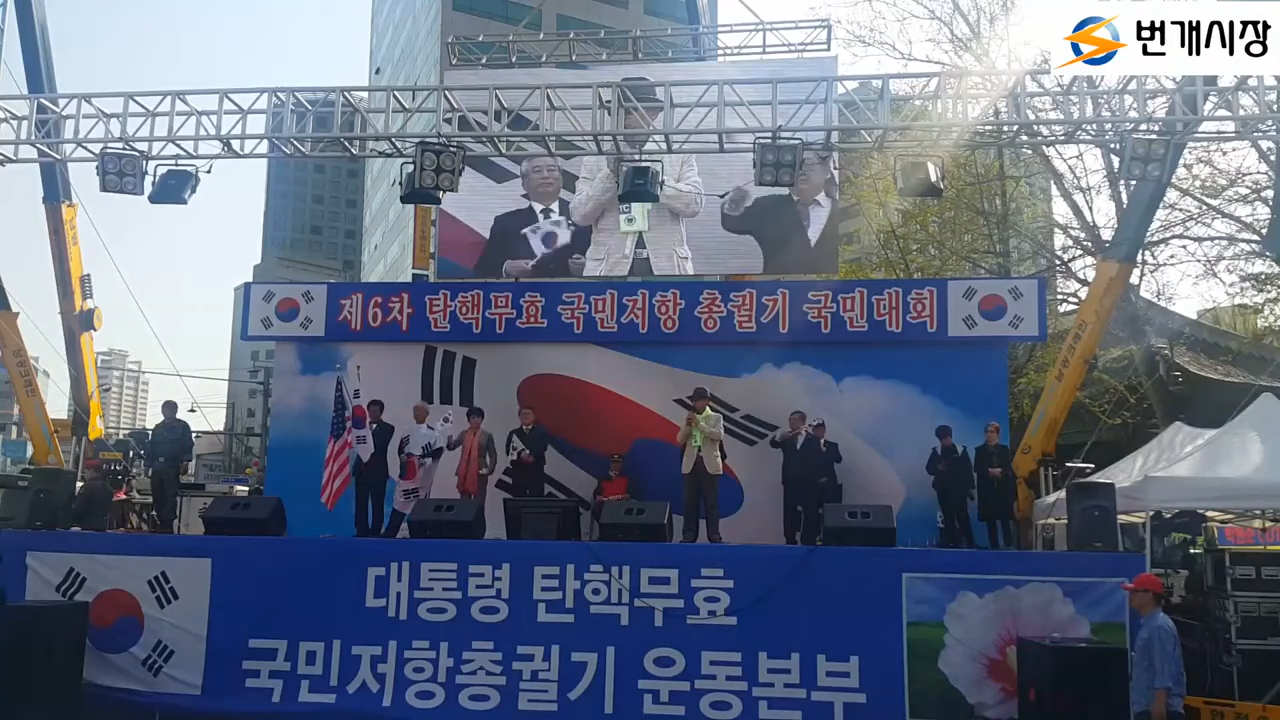 번개시장
제6차 탄핵무효 국민저항 총궐기 국민대회
대통령 탄핵무효
국민저항총궐기 운동본부